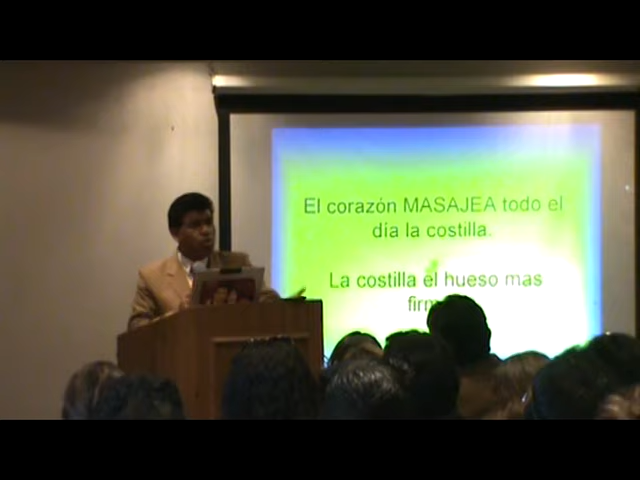 El corazón MASAJEA todo el
día la costilla.
La costilla el hueso mas